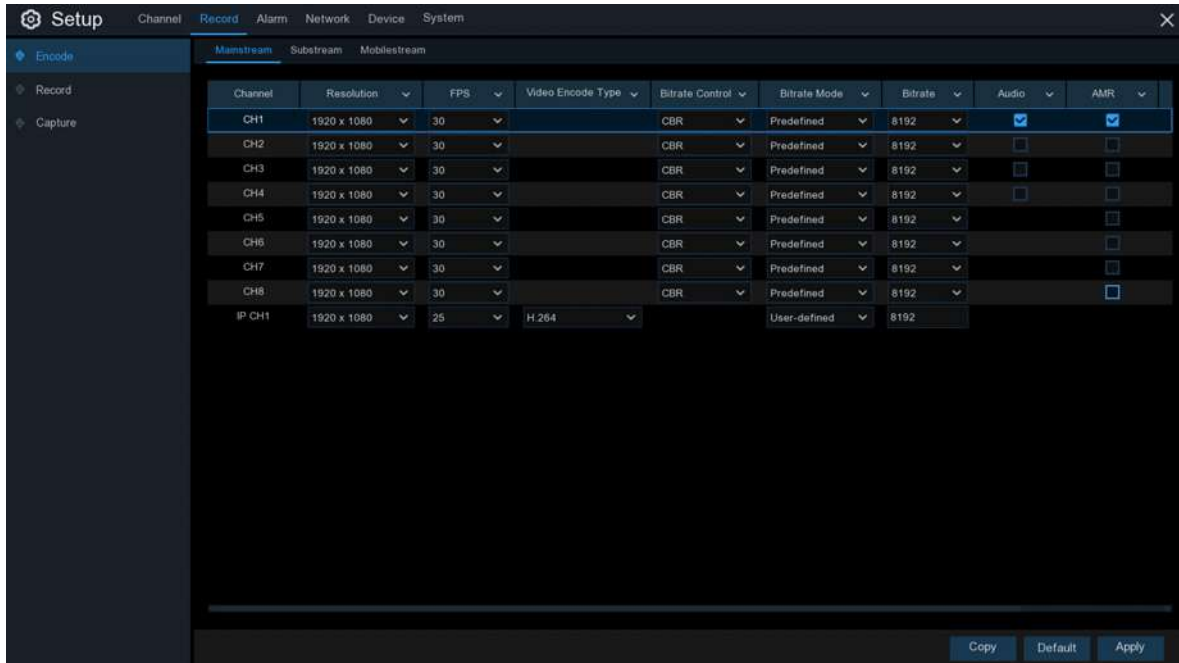 Setup Channel Record Alarm Network Device System
Encode
Record
Capture
Mainstream Substream Mobilestream
Channel Resolution FPS Video Encode Type Bitrate Control Bitrate Mode Bitrate Audio AMR
CH1 1920 x 1080 30 CBR Predefined 8192
CH2 1920 x 1080 30 CBR Predefined 8192
CH3 1920 x 1080 30 CBR Predefined 8192
CH4 1920 x 1080 30 CBR Predefined 8192
CH5 1920 x 1080 30 CBR Predefined 8192
CH6 1920 x 1080 30 CBR Predefined 8192
CH7 1920 x 1080 30 CBR Predefined 8192
CH8 1920 x 1080 30 CBR Predefined 8192
IP CH1 1920 x 1080 25 H.264 User-defined 8192
Copy Default Apply